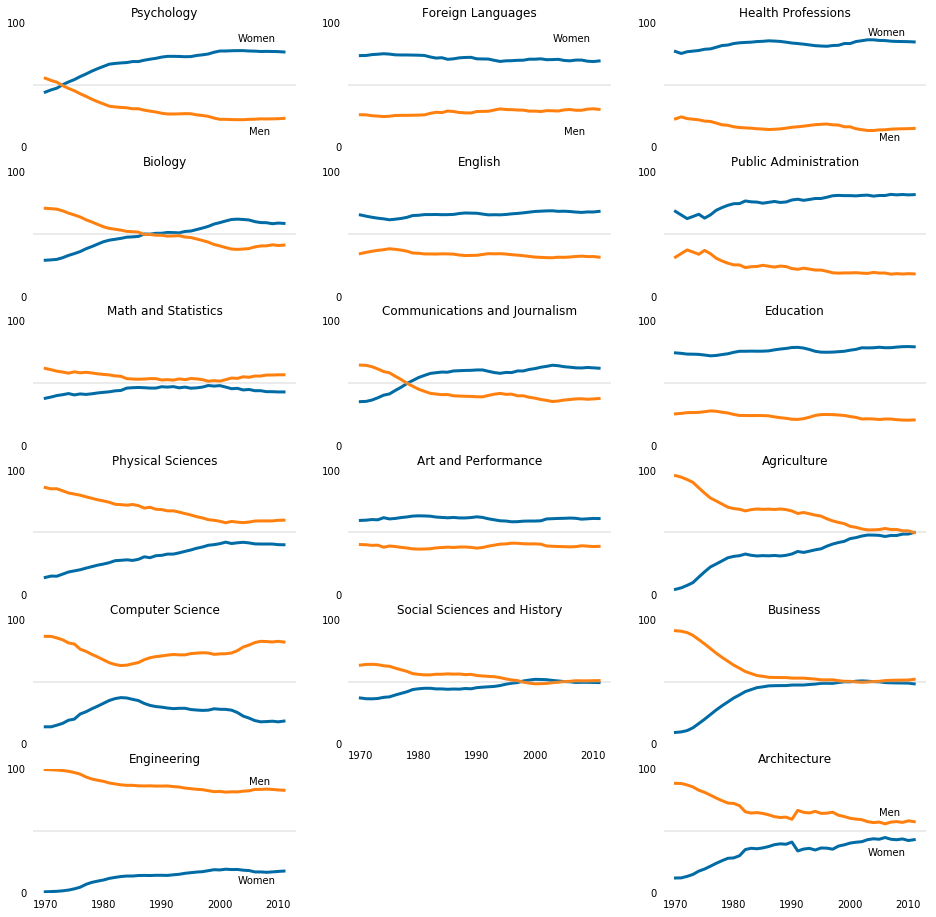 Psychology
Foreign Languages
Health Professions
100
100
100
Women
Women
Women
Men
Men
Men
0
0
0
Biology
English
Public Administration
100
100
100
0
0
0
Math and Statistics
Communications and Journalism
Education
100
100
100
0
0
0
Physical Sciences
Art and Performance
Agriculture
100
100
100
0
0
0
Computer Science
Social Sciences and History
Business
100
100
100
0
0
0
1970 1980 1990 2000 2010
Engineering
Architecture
100
100
Men
Men
Women
Women
0
0
1970 1980 1990 2000 2010
1970 1980 1990 2000 2010